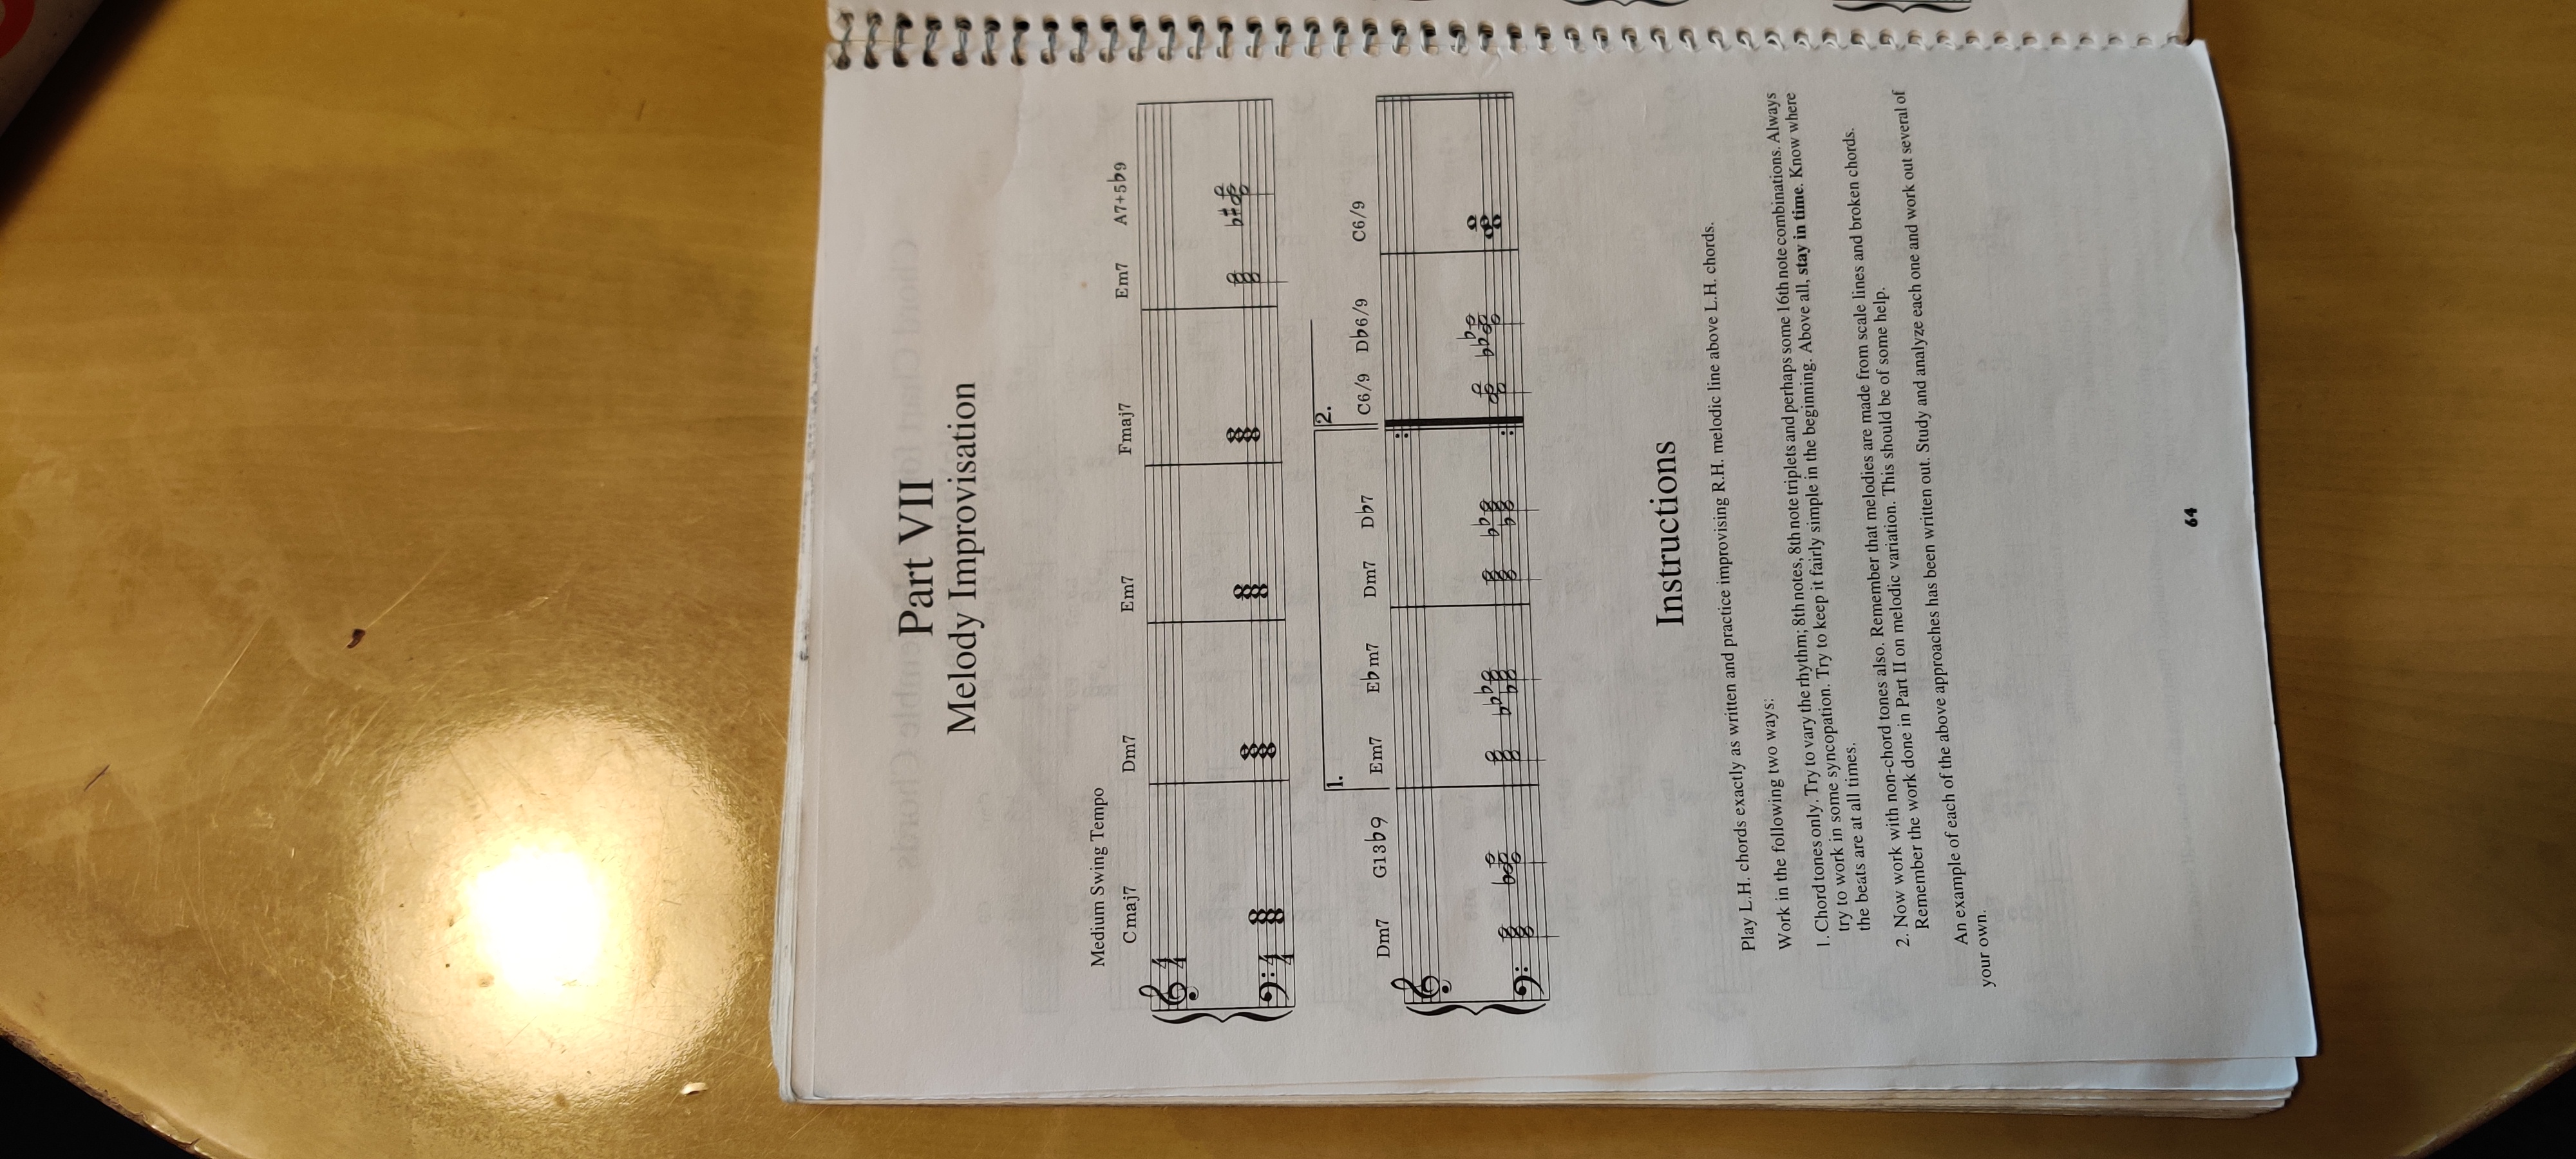 Part VII
Melody Improvisation
Medium Swing Tempo
Cmaj7 Dm7 Em7 Fmaj7 Em7 A7+5♭9
4
4
4
4
1. 2.
Dm7 G13♭9 Em7 E♭m7 Dm7 D♭7 C6/9 D♭6/9 C6/9
Instructions
Play L.H. chords exactly as written and practice improvising R.H. melodic line above L.H. chords.
Work in the following two ways:
1. Chord tones only. Try to vary the rhythm; 8th notes, 8th note triplets and perhaps some 16th note combinations. Always
try to work in some syncopation. Try to keep it fairly simple in the beginning. Above all, stay in time. Know where
the beats are at all times.
2. Now work with non-chord tones also. Remember that melodies are made from scale lines and broken chords.
Remember the work done in Part II on melodic variation. This should be of some help.
An example of each of the above approaches has been written out. Study and analyze each one and work out several of
your own.
64